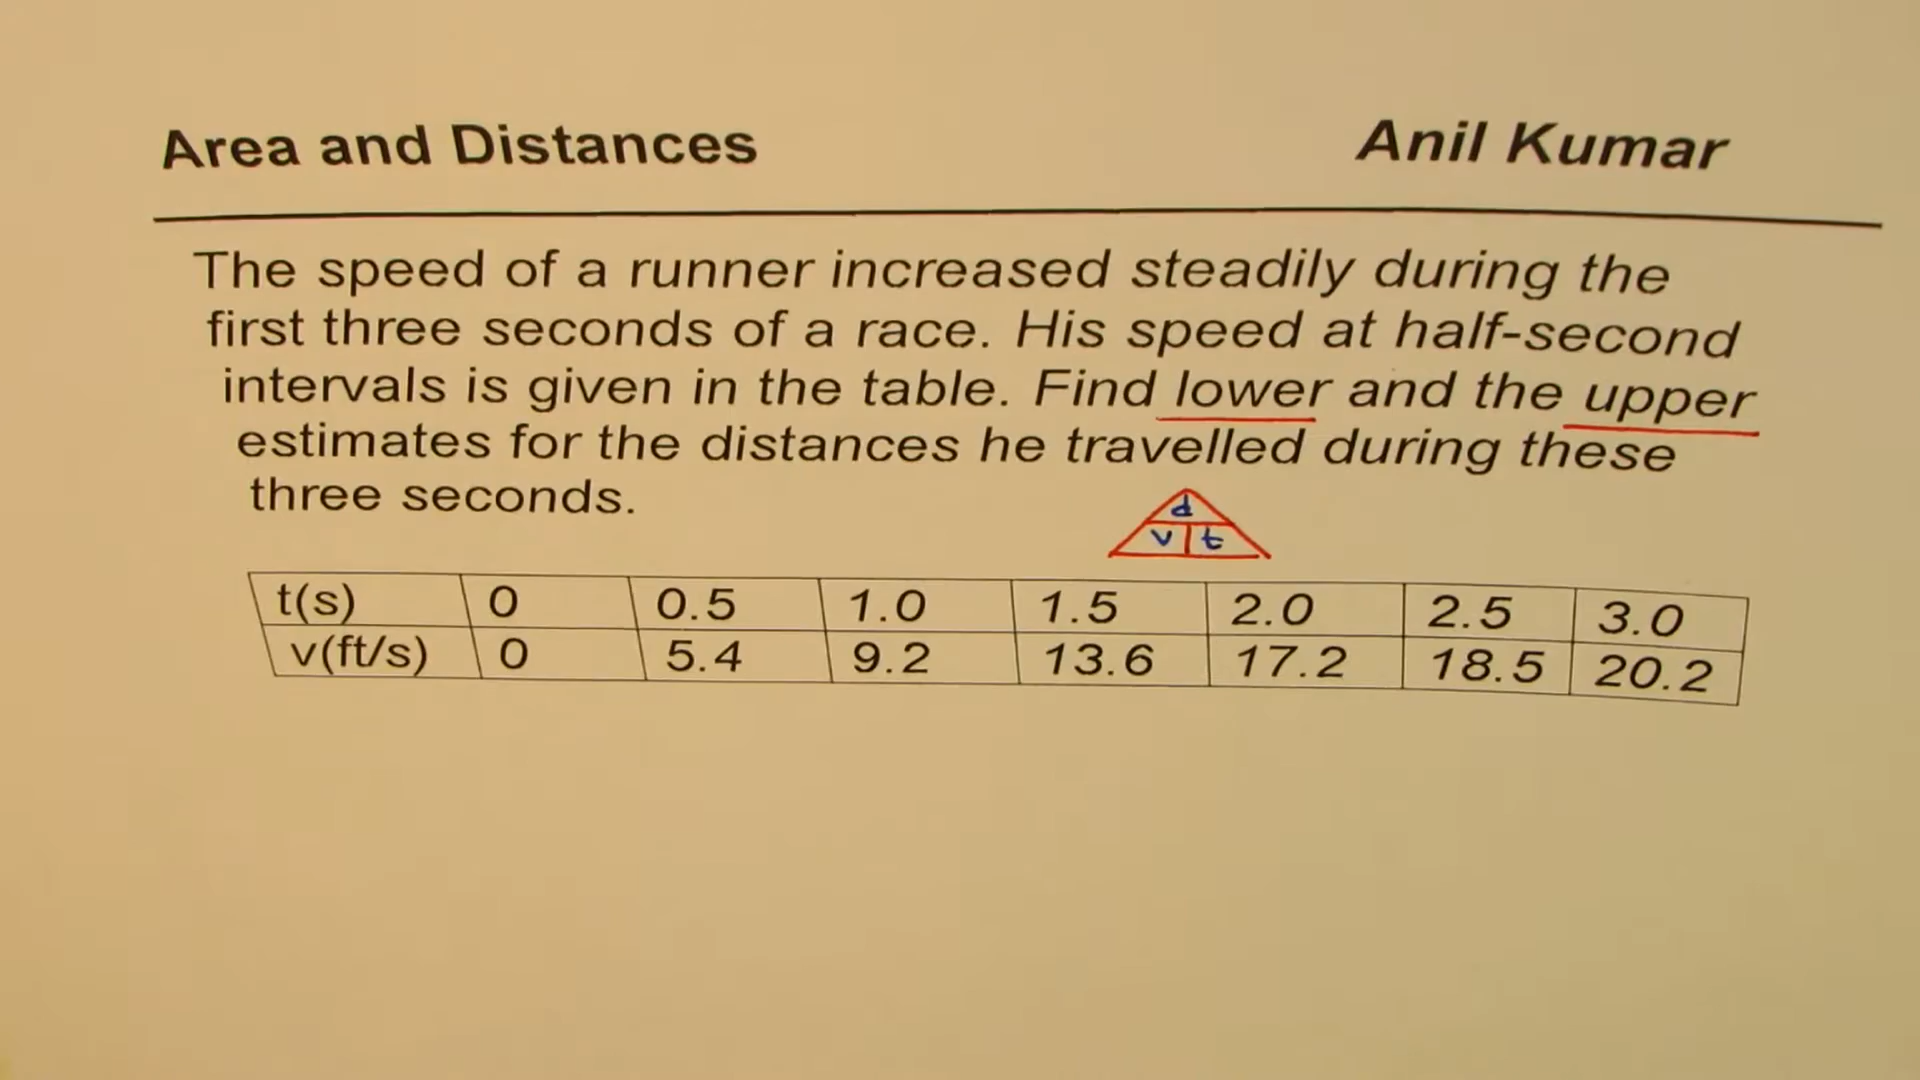 Area and Distances Anil Kumar
The speed of a runner increased steadily during the
first three seconds of a race. His speed at half-second
intervals is given in the table. Find lower and the upper
estimates for the distances he travelled during these
three seconds.
d
v t
t(s) 0 0.5 1.0 1.5 2.0 2.5 3.0
v(ft/s) 0 5.4 9.2 13.6 17.2 18.5 20.2